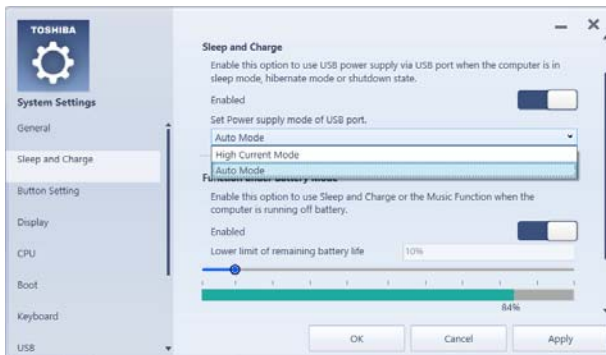 TOSHIBA
System Settings
General
Sleep and Charge
Button Setting
Display
CPU
Boot
Keyboard
USB
Sleep and Charge
Enable this option to use USB power supply via USB port when the computer is in
sleep mode, hibernate mode or shutdown state.
Enabled
Set Power supply mode of USB port.
Auto Mode
High Current Mode
Auto Mode
Function under battery mode
Enable this option to use Sleep and Charge or the Music Function when the
computer is running off battery.
Enabled
Lower limit of remaining battery life 10%
84%
OK Cancel Apply